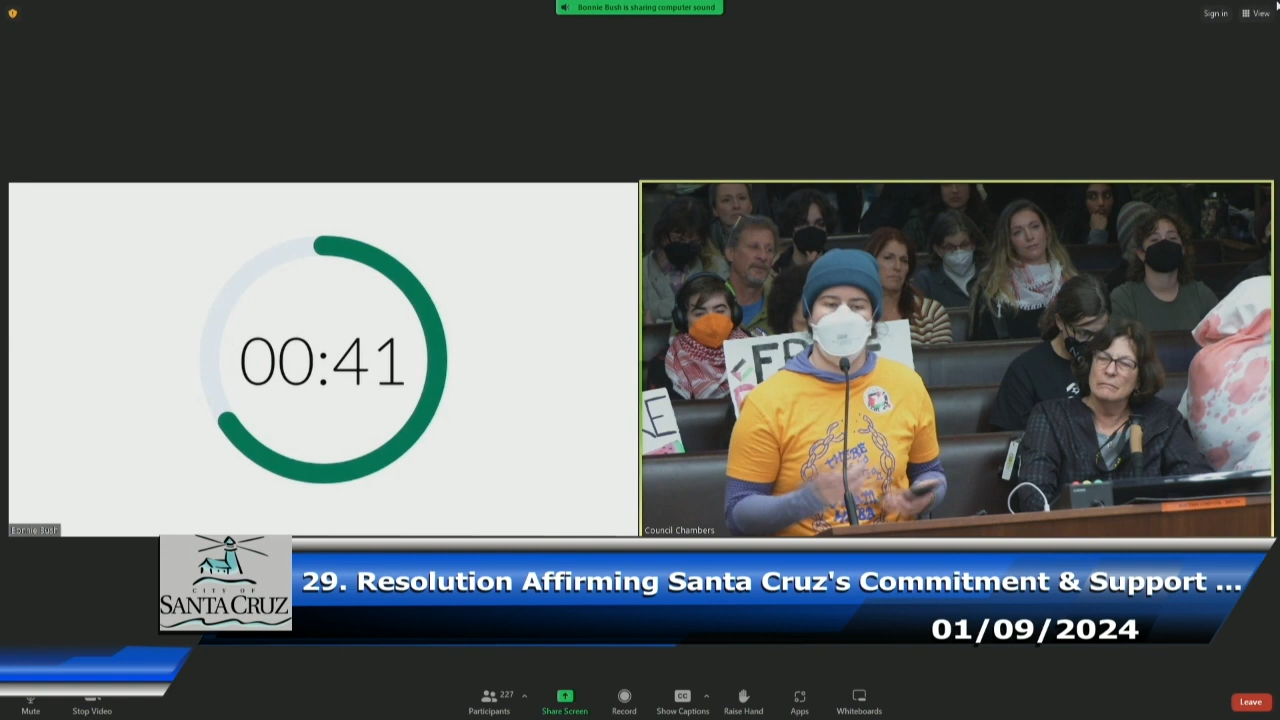 Bonnie Bush is sharing computer sound
Sign in
View
00:41
FREE
E
THERE
Bonnie Bush
Council Chambers
CITY OF
SANTA CRUZ
29. Resolution Affirming Santa Cruz's Commitment & Support ...
01/09/2024
Mute
Stop Video
Participants
227
Share Screen
CC
Record
Show Captions
Raise Hand
Apps
Whiteboards
Leave